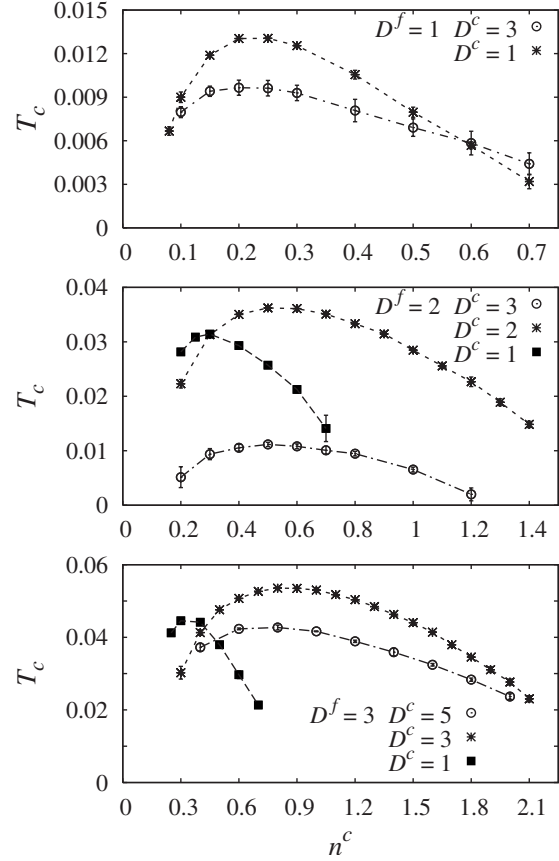 0.015
0.012
0.009
0.006
0.003
0
T_c
D^f = 1 D^c = 3
D^c = 1
0 0.1 0.2 0.3 0.4 0.5 0.6 0.7
0.04
0.03
0.02
0.01
0
T_c
D^f = 2 D^c = 3
D^c = 2
D^c = 1
0 0.2 0.4 0.6 0.8 1 1.2 1.4
0.06
0.04
0.02
0
T_c
D^f = 3 D^c = 5
D^c = 3
D^c = 1
0 0.3 0.6 0.9 1.2 1.5 1.8 2.1
n^c